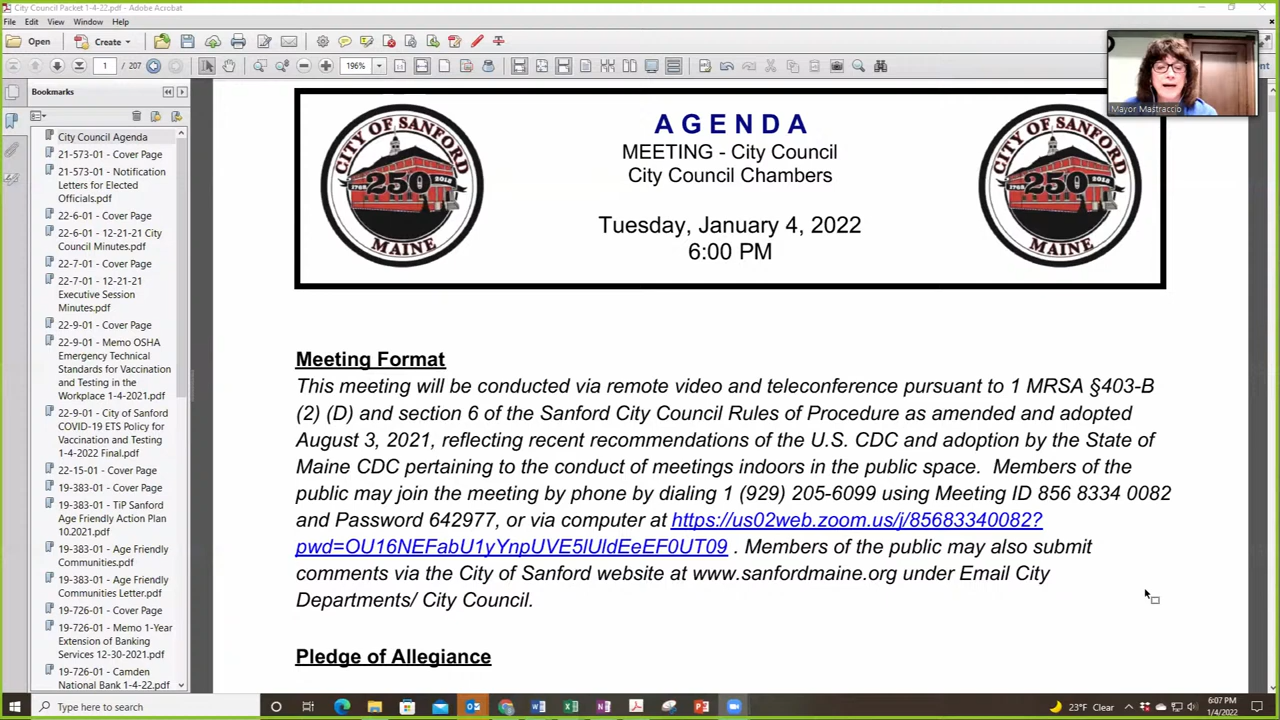 City Council Packet 1-4-22.pdf - Adobe Acrobat
File Edit View Window Help
Open Create
1 / 207 196%
Mayor Mastraccio
Bookmarks
City Council Agenda
21-573-01 - Cover Page
21-573-01 - Notification
Letters for Elected
Officials.pdf
22-6-01 - Cover Page
22-6-01 - 12-21-21 City
Council Minutes.pdf
22-7-01 - Cover Page
22-7-01 - 12-21-21
Executive Session
Minutes.pdf
22-9-01 - Cover Page
22-9-01 - Memo OSHA
Emergency Technical
Standards for Vaccination
and Testing in the
Workplace 1-4-2021.pdf
22-9-01 - City of Sanford
COVID-19 ETS Policy for
Vaccination and Testing
1-4-2022 Final.pdf
22-15-01 - Cover Page
19-383-01 - Cover Page
19-383-01 - TiP Sanford
Age Friendly Action Plan
10.2021.pdf
19-383-01 - Age Friendly
Communities.pdf
19-383-01 - Age Friendly
Communities Letter.pdf
19-726-01 - Cover Page
19-726-01 - Memo 1-Year
Extension of Banking
Services 12-30-2021.pdf
19-726-01 - Camden
National Bank 1-4-22.pdf
CITY OF SANFORD
1768 250 2018
MAINE
AGENDA
MEETING - City Council
City Council Chambers
Tuesday, January 4, 2022
6:00 PM
CITY OF SANFORD
1768 250 2018
MAINE
Meeting Format
This meeting will be conducted via remote video and teleconference pursuant to 1 MRSA §403-B
(2) (D) and section 6 of the Sanford City Council Rules of Procedure as amended and adopted
August 3, 2021, reflecting recent recommendations of the U.S. CDC and adoption by the State of
Maine CDC pertaining to the conduct of meetings indoors in the public space. Members of the
public may join the meeting by phone by dialing 1 (929) 205-6099 using Meeting ID 856 8334 0082
and Password 642977, or via computer at https://us02web.zoom.us/j/85683340082?
pwd=OU16NEFabU1yYnpUVE5lUldEeEF0UT09 . Members of the public may also submit
comments via the City of Sanford website at www.sanfordmaine.org under Email City
Departments/ City Council.
Pledge of Allegiance
Type here to search
23°F Clear
6:07 PM
1/4/2022